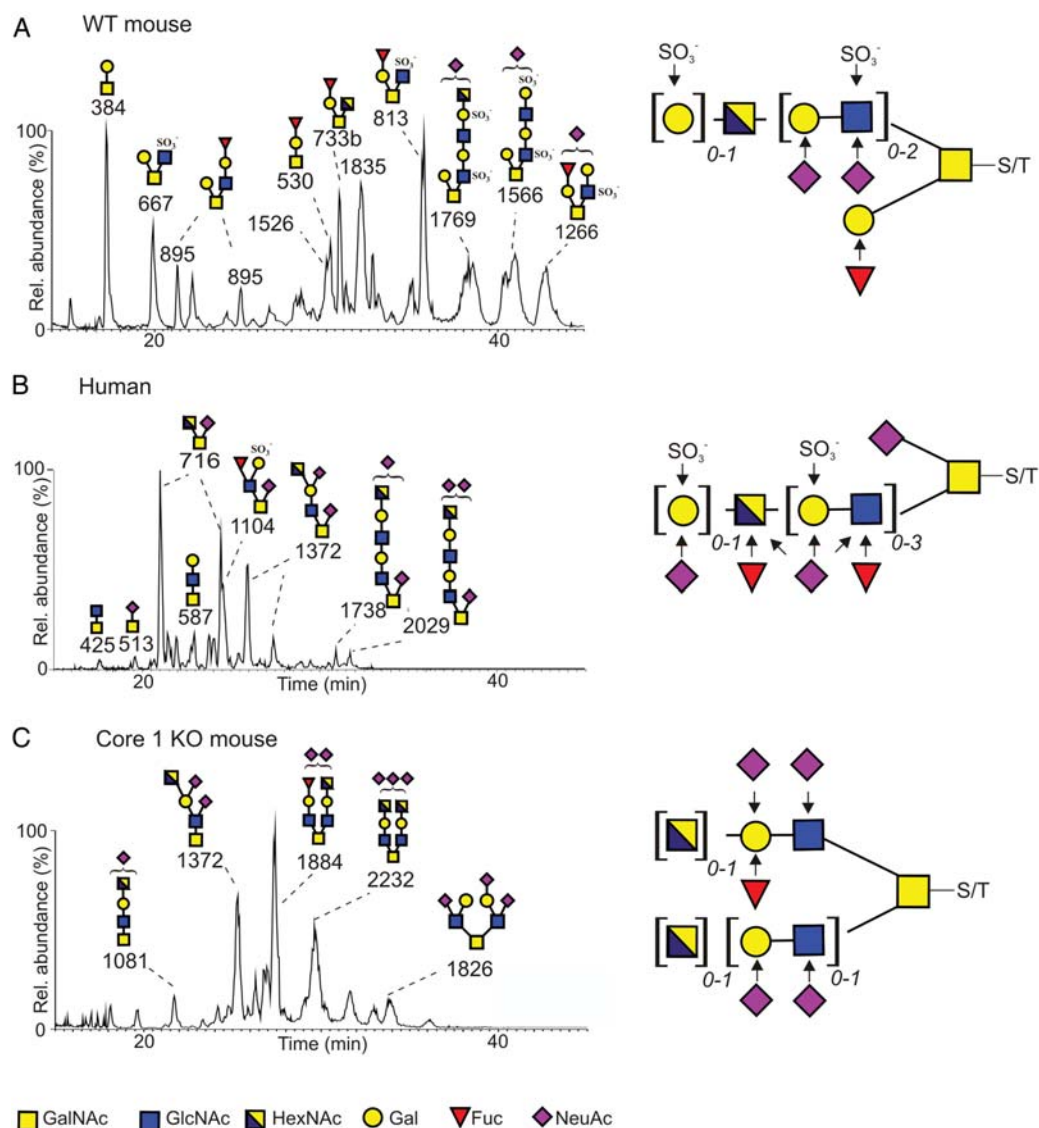 A WT mouse
Rel. abundance (%)
100
0
20
40
384
667
SO₃⁻
895
895
1526
530
733b
1835
813
SO₃⁻
1769
SO₃⁻
SO₃⁻
SO₃⁻
1566
SO₃⁻
SO₃⁻
1266
SO₃⁻
SO₃⁻
SO₃⁻
0-1
0-2
S/T
B Human
Rel. abundance (%)
100
0
20
40
Time (min)
425
513
716
587
SO₃⁻
1104
1372
1738
2029
SO₃⁻
SO₃⁻
0-1
0-3
S/T
C Core 1 KO mouse
Rel. abundance (%)
100
0
20
40
Time (min)
1081
1372
1884
2232
1826
0-1
0-1
0-1
S/T
GalNAc GlcNAc HexNAc Gal Fuc NeuAc